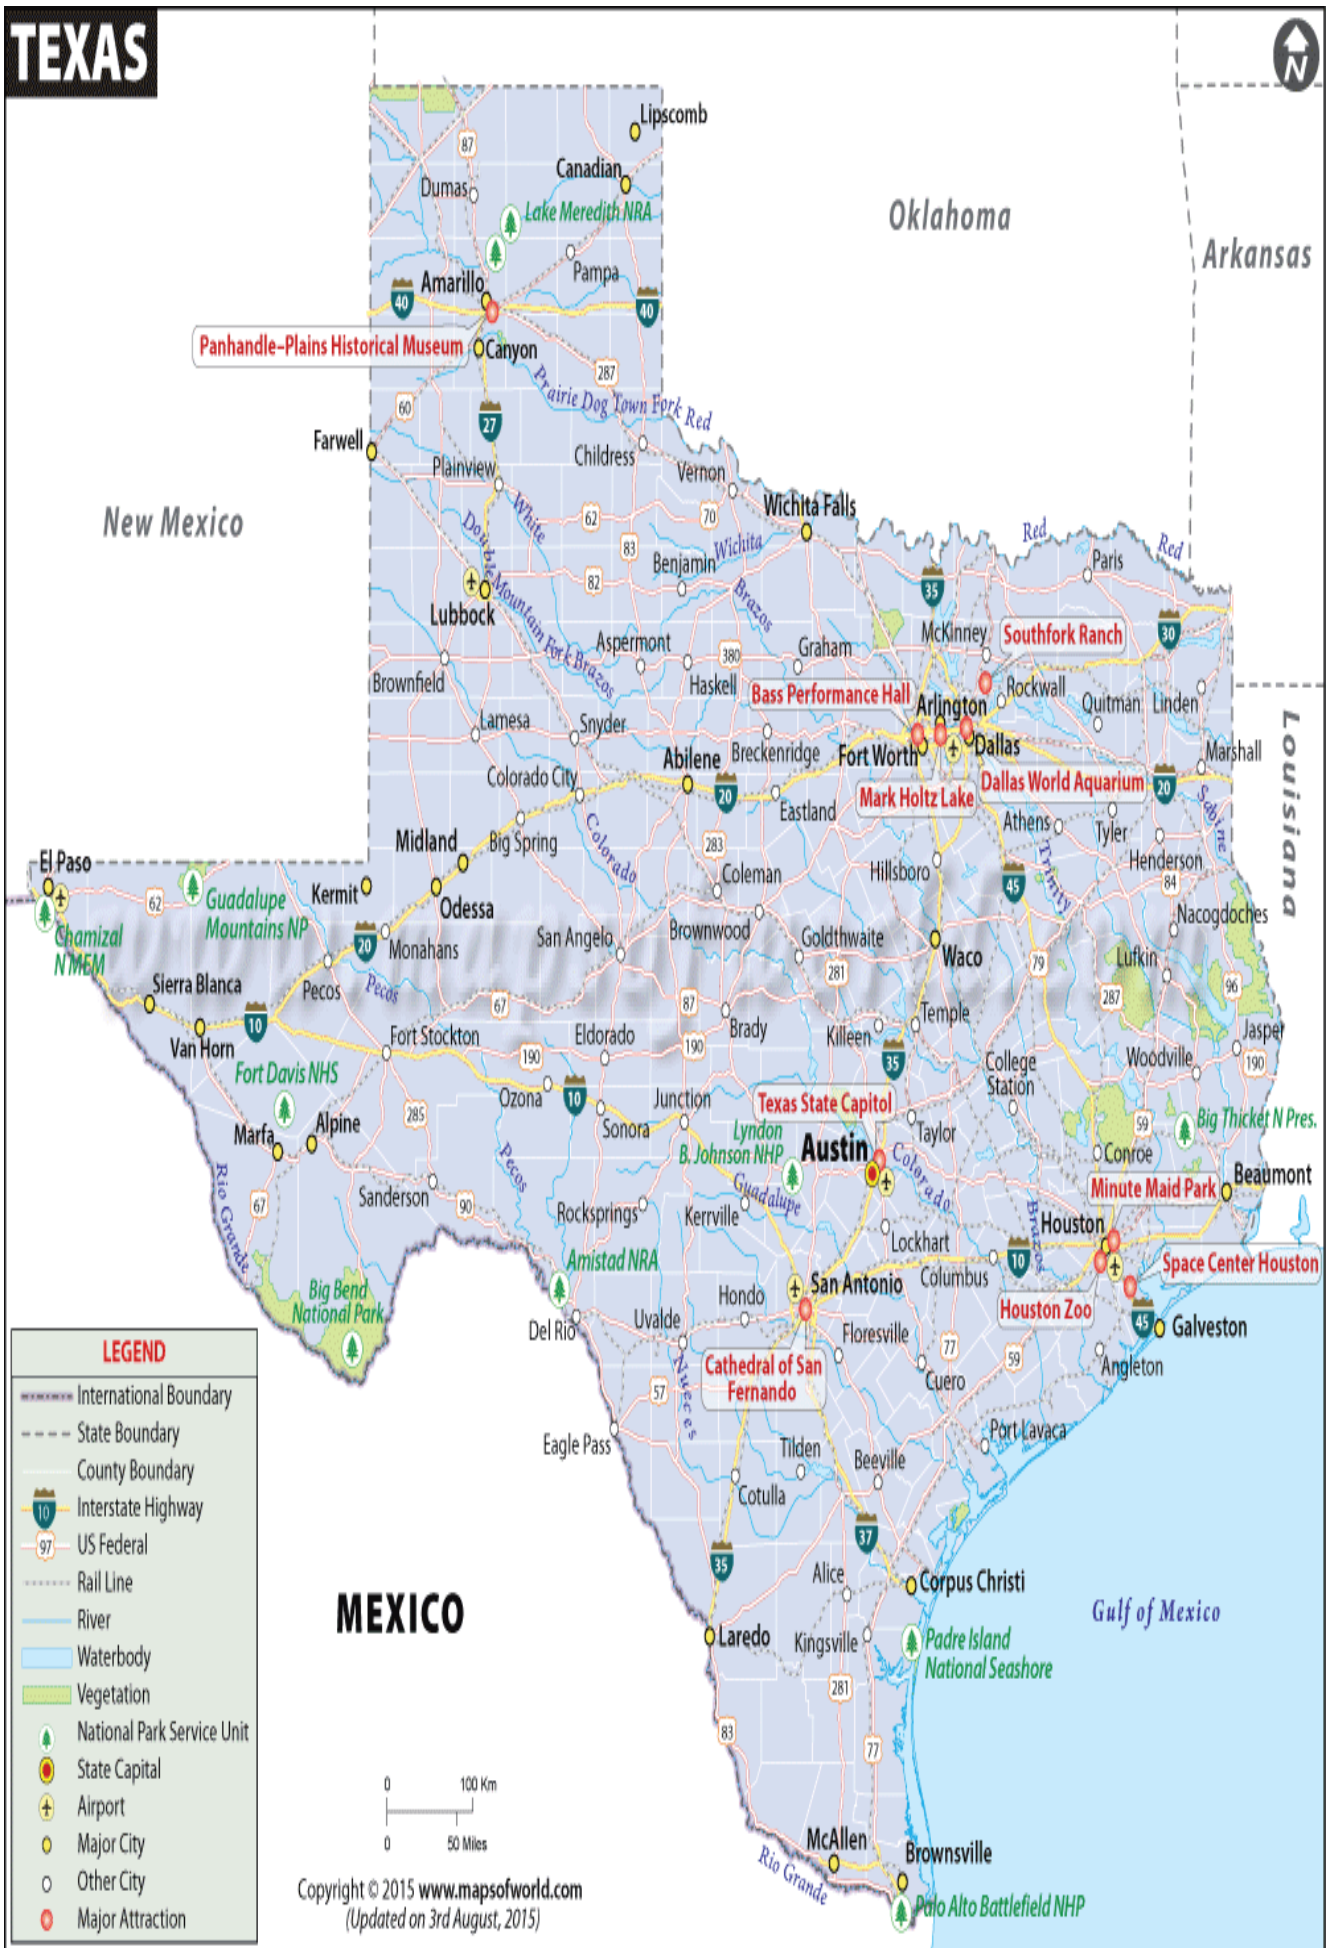 TEXAS
N
Lipscomb
87
Canadian
Dumas
Lake Meredith NRA
Oklahoma
Arkansas
Pampa
Amarillo
40
40
Panhandle–Plains Historical Museum
Canyon
287
Prairie Dog Town Fork Red
60
27
Farwell
Childress
Plainview
Vernon
White
Wichita Falls
New Mexico
62
70
Red
Red
Double Mountain Fork Brazos
83
Wichita
Benjamin
Paris
82
35
Brazos
Lubbock
30
McKinney
Southfork Ranch
Aspermont
Graham
380
Brownfield
Haskell
Bass Performance Hall
Rockwall
Arlington
Quitman
Linden
Lamesa
Snyder
Louisiana
Breckenridge
Abilene
Fort Worth
Dallas
Marshall
Colorado City
20
Mark Holtz Lake
Dallas World Aquarium
20
Sabine
Eastland
Athens
Tyler
Colorado
Midland
Big Spring
283
Trinity
Henderson
El Paso
Coleman
Hillsboro
45
84
Kermit
62
Guadalupe
Mountains NP
Odessa
Nacogdoches
Chamizal
N MEM
20
Monahans
San Angelo
Brownwood
Goldthwaite
Waco
Lufkin
281
79
Sierra Blanca
Pecos
Pecos
67
87
287
96
10
Temple
Van Horn
Fort Stockton
Eldorado
Brady
Killeen
Jasper
190
190
35
College
Station
Woodville
190
Fort Davis NHS
Ozona
10
Junction
Texas State Capitol
285
Sonora
59
Big Thicket N Pres.
Alpine
Marfa
Lyndon
B. Johnson NHP
Taylor
Austin
Colorado
Conroe
Pecos
Rio Grande
Guadalupe
Minute Maid Park
Beaumont
67
Sanderson
90
Rocksprings
Kerrville
Brazos
Houston
Lockhart
Amistad NRA
10
Space Center Houston
Columbus
San Antonio
Big Bend
National Park
Hondo
Houston Zoo
45
Galveston
Del Rio
Uvalde
Floresville
77
59
Angleton
Cathedral of San
Fernando
Nueces
57
Cuero
Port Lavaca
Eagle Pass
Tilden
Beeville
Cotulla
37
35
Alice
Corpus Christi
MEXICO
Gulf of Mexico
Laredo
Kingsville
Padre Island
National Seashore
281
83
77
McAllen
Brownsville
Rio Grande
Palo Alto Battlefield NHP
LEGEND
International Boundary
State Boundary
County Boundary
10 Interstate Highway
97 US Federal
Rail Line
River
Waterbody
Vegetation
National Park Service Unit
State Capital
Airport
Major City
Other City
Major Attraction
0 100 Km
0 50 Miles
Copyright © 2015 www.mapsofworld.com
(Updated on 3rd August, 2015)